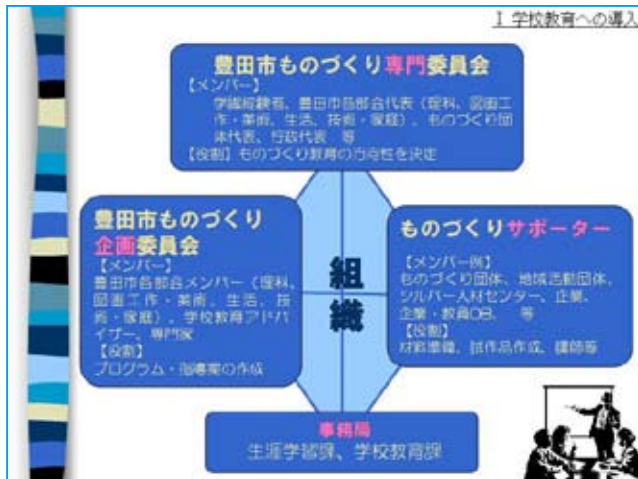 Ⅰ 学校教育への導入
豊田市ものづくり専門委員会
【メンバー】
学識経験者、豊田市各部会代表（理科、図画工
作・美術、生活、技術・家庭）、ものづくり団
体代表、行政代表 等
【役割】ものづくり教育の方向性を決定
豊田市ものづくり
企画委員会
【メンバー】
豊田市各部会メンバー（理科、
図画工作・美術、生活、技
術・家庭）、学校教育アドバ
イザー、専門家
【役割】
プログラム・指導案の作成
組
織
ものづくりサポーター
【メンバー例】
ものづくり団体、地域活動団体、
シルバー人材センター、企業、
企業・教員OB、 等
【役割】
材料準備、試作品作成、講師等
事務局
生涯学習課、学校教育課